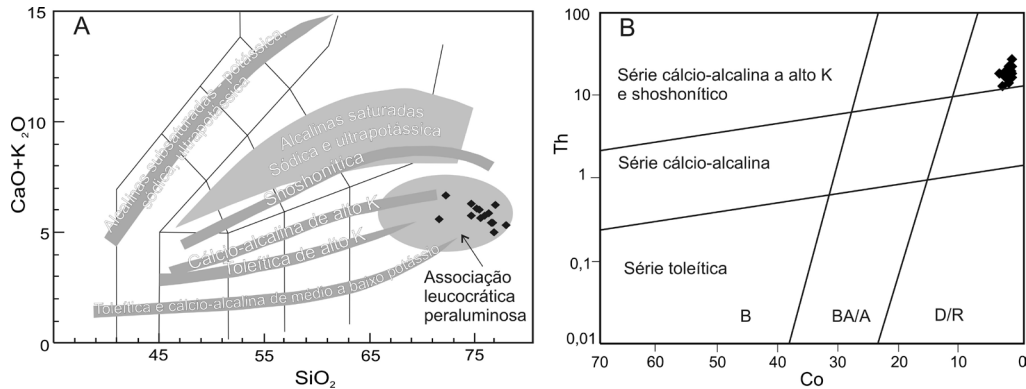 A
15
10
5
0
CaO+K2O
45
55
65
75
SiO2
Alcalinas subsaturadas - potássica,
sódica, ultrapotássica
Alcalinas saturadas
Sódica e ultrapotássica
Shoshonítica
Cálcio-alcalina de alto K
Toleítica de alto K
Toleítica e cálcio-alcalina de médio a baixo potássio
Associação
leucocrática
peraluminosa
B
100
10
1
0,1
0,01
Th
Série cálcio-alcalina a alto K
e shoshonítico
Série cálcio-alcalina
Série toleítica
B
BA/A
D/R
70
60
50
40
30
20
10
0
Co